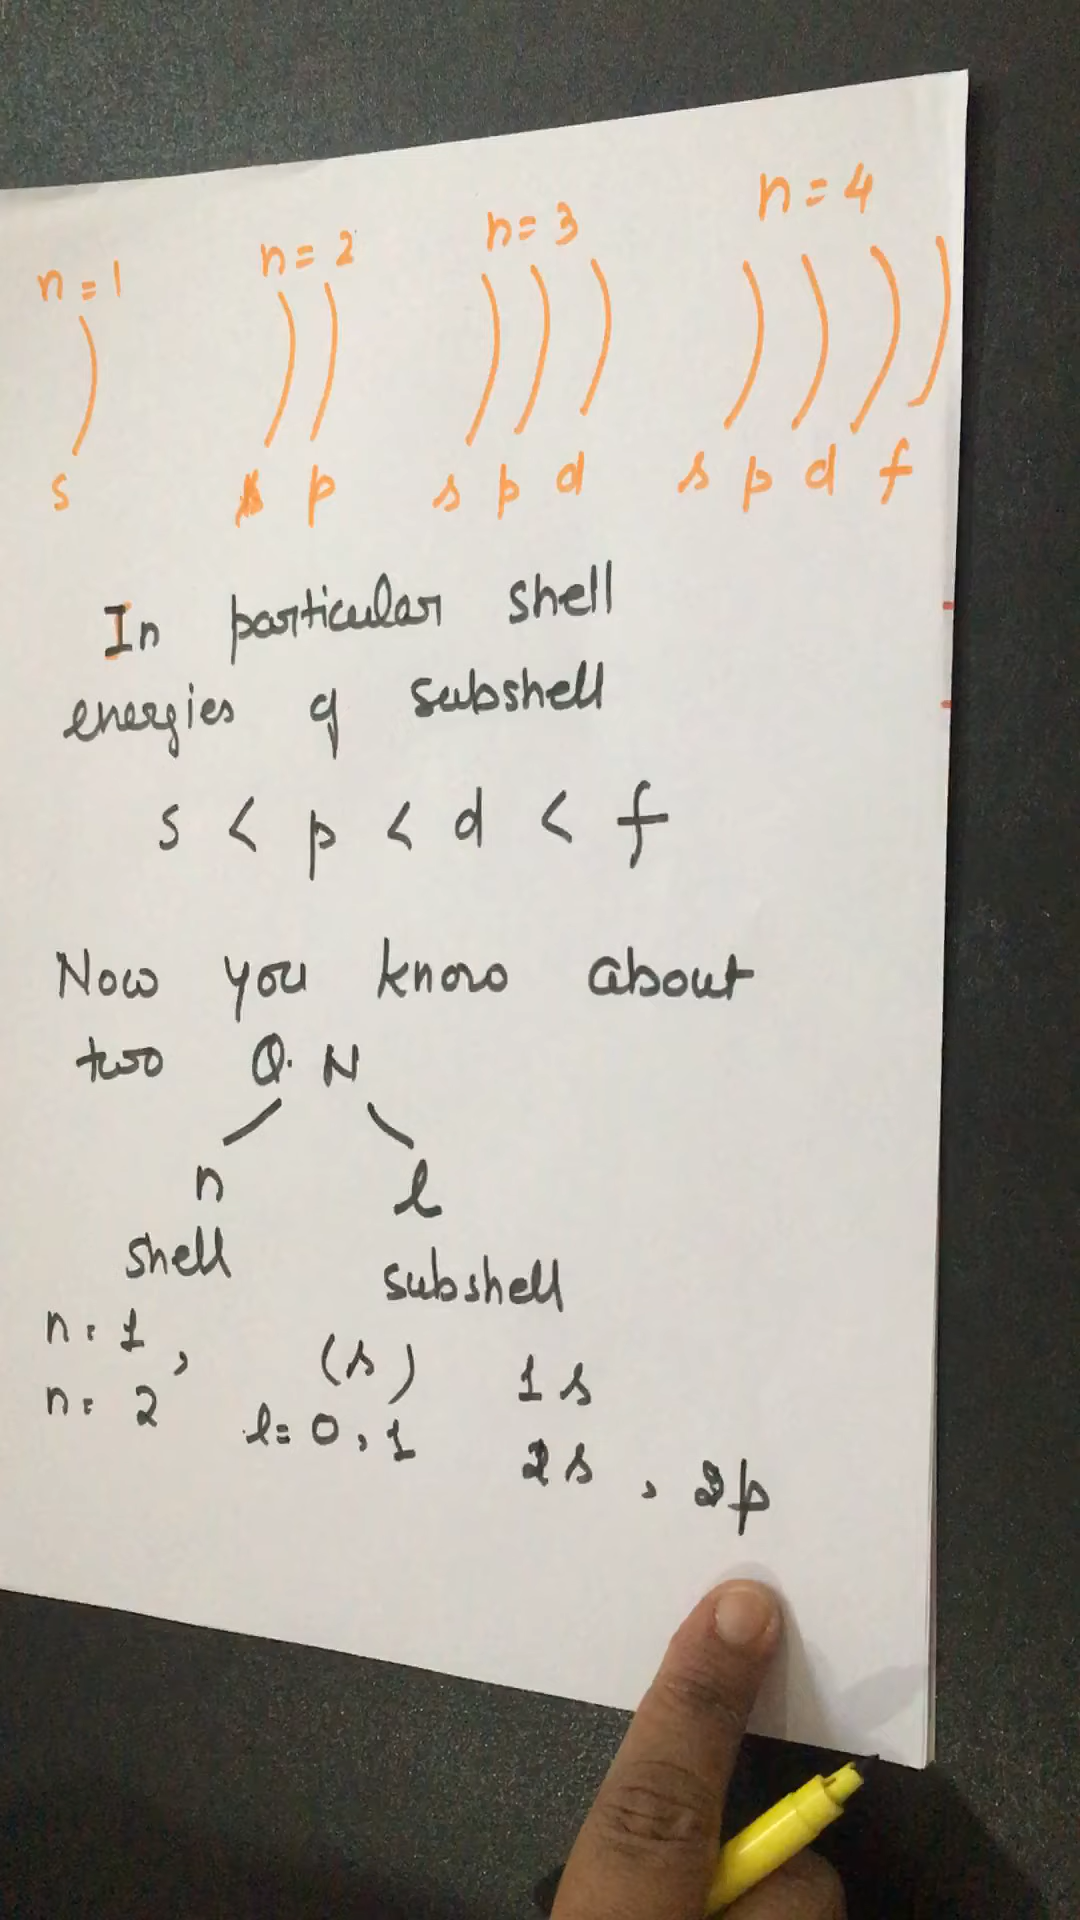 n=1 n=2 n=3 n=4
s s p s p d s p d f
In particular shell
energies of subshell
s < p < d < f
Now you know about
two Q.N
n l
shell subshell
n=1, (s) 1s
n=2 l=0,1 2s, 2p